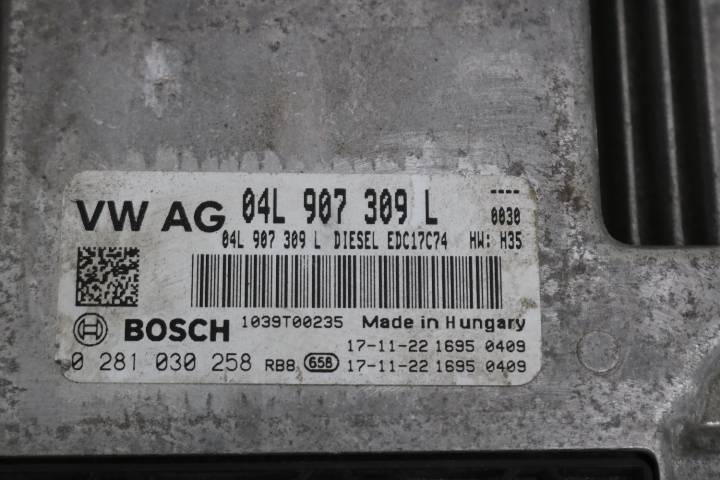 VW AG 04L 907 309 L ----
0030
04L 907 309 L DIESEL EDC17C74 HW: H35
BOSCH 1039T00235 Made in Hungary
17-11-22 1695 0409
0 281 030 258 RB8 658 17-11-22 1695 0409